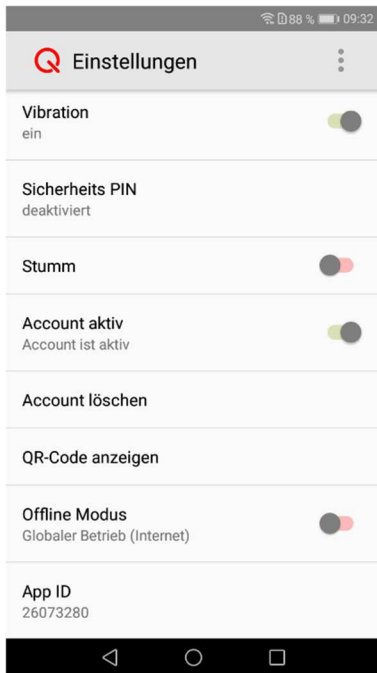 88 % 09:32
Einstellungen
Vibration
ein
Sicherheits PIN
deaktiviert
Stumm
Account aktiv
Account ist aktiv
Account löschen
QR-Code anzeigen
Offline Modus
Globaler Betrieb (Internet)
App ID
26073280